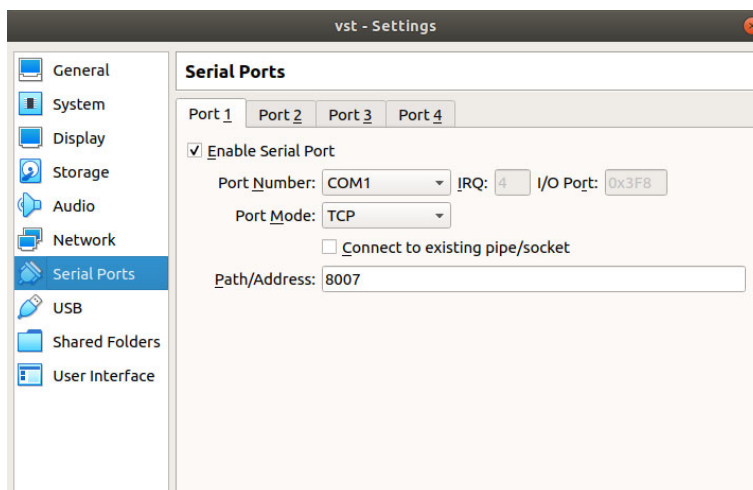 vst - Settings
General
System
Display
Storage
Audio
Network
Serial Ports
USB
Shared Folders
User Interface
Serial Ports
Port 1 Port 2 Port 3 Port 4
Enable Serial Port
Port Number: COM1 IRQ: 4 I/O Port: 0x3F8
Port Mode: TCP
Connect to existing pipe/socket
Path/Address: 8007